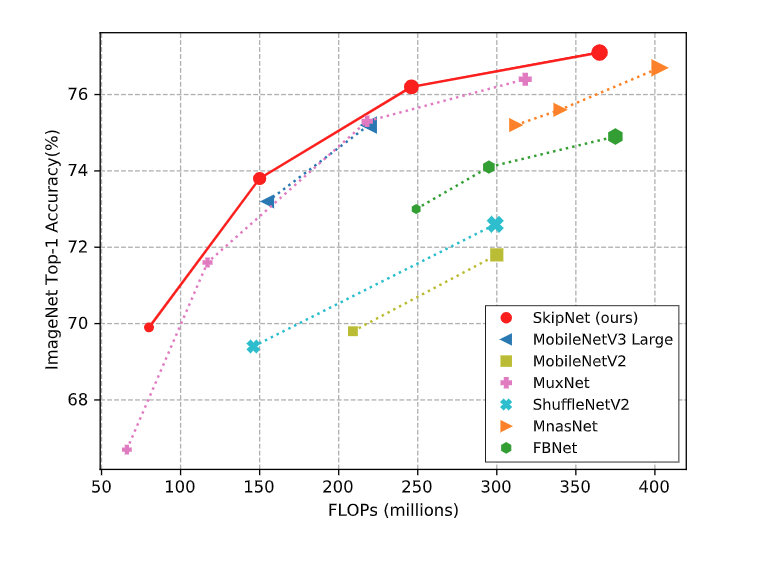 76
74
72
70
68
ImageNet Top-1 Accuracy(%)
SkipNet (ours)
MobileNetV3 Large
MobileNetV2
MuxNet
ShuffleNetV2
MnasNet
FBNet
50 100 150 200 250 300 350 400
FLOPs (millions)